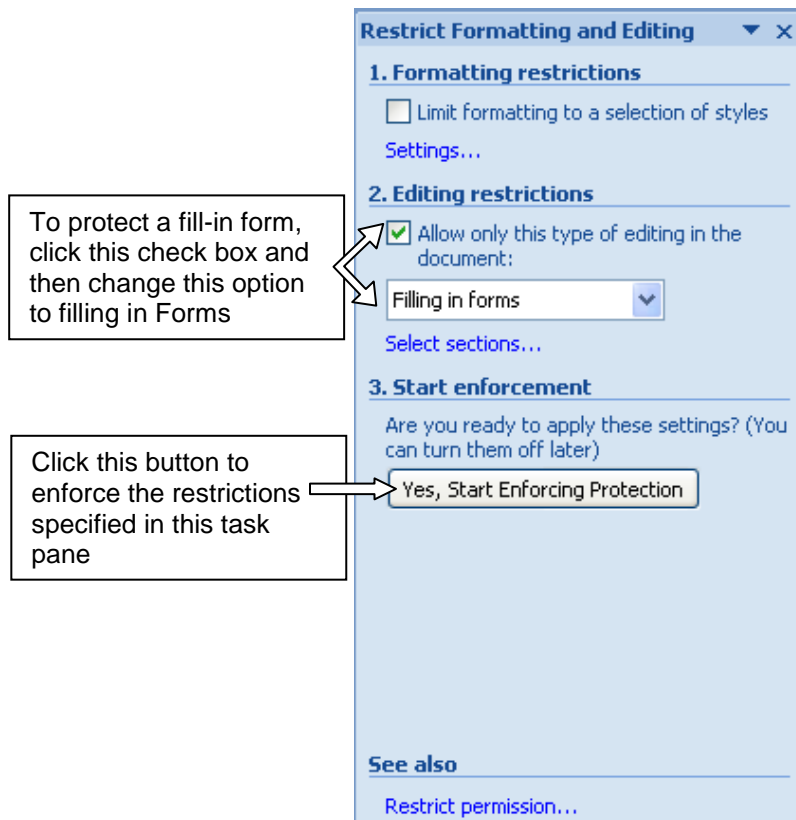 Restrict Formatting and Editing
1. Formatting restrictions
Limit formatting to a selection of styles
Settings...
2. Editing restrictions
To protect a fill-in form,
click this check box and
then change this option
to filling in Forms
Allow only this type of editing in the
document:
Filling in forms
Select sections...
3. Start enforcement
Are you ready to apply these settings? (You
can turn them off later)
Click this button to
enforce the restrictions
specified in this task
pane
Yes, Start Enforcing Protection
See also
Restrict permission...